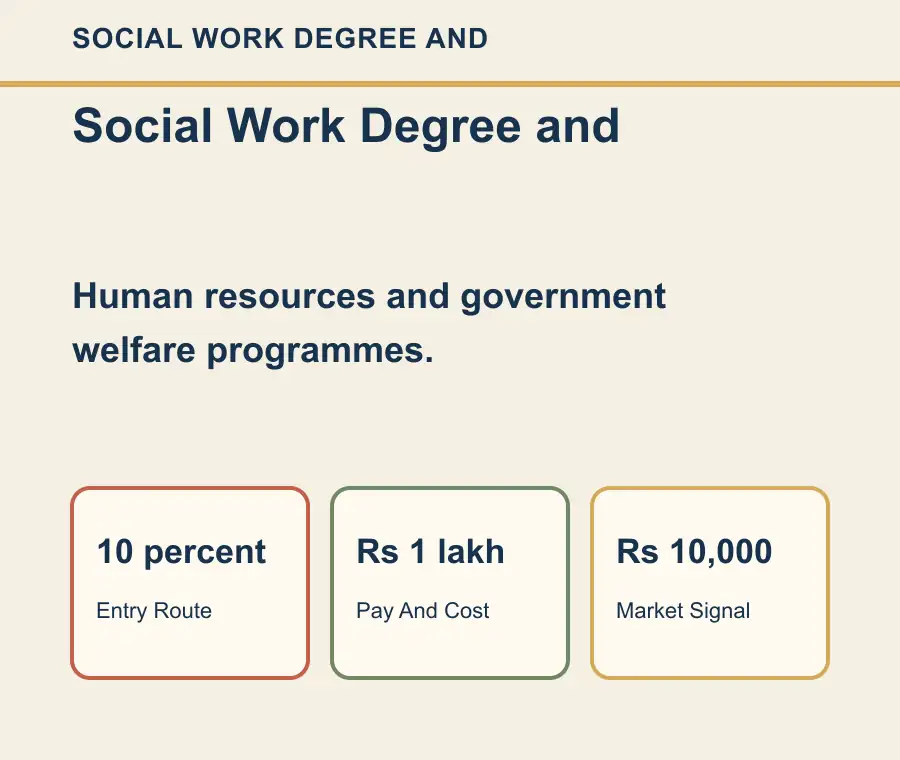 SOCIAL WORK DEGREE AND
Social Work Degree and
Human resources and government
welfare programmes.
10 percent
Entry Route
Rs 1 lakh
Pay And Cost
Rs 10,000
Market Signal